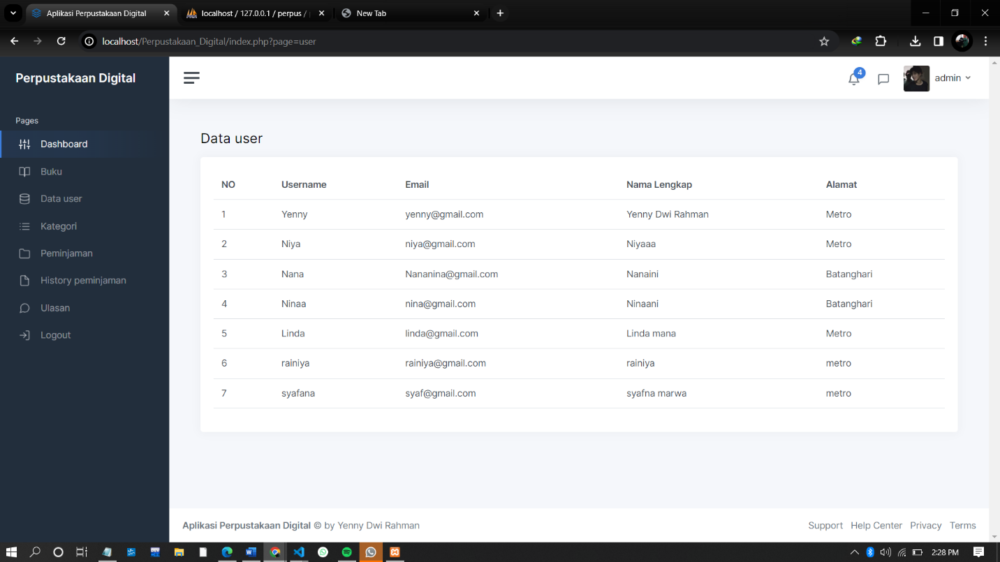 Aplikasi Perpustakaan Digital
localhost / 127.0.0.1 / perpus /
New Tab
localhost/Perpustakaan_Digital/index.php?page=user
Perpustakaan Digital
4
admin
Pages
Dashboard
Buku
Data user
Kategori
Peminjaman
History peminjaman
Ulasan
Logout
Data user
NO Username Email Nama Lengkap Alamat
1 Yenny yenny@gmail.com Yenny Dwi Rahman Metro
2 Niya niya@gmail.com Niyaaa Metro
3 Nana Nananina@gmail.com Nanaini Batanghari
4 Ninaa nina@gmail.com Ninaani Batanghari
5 Linda linda@gmail.com Linda mana Metro
6 rainiya rainiya@gmail.com rainiya metro
7 syafana syaf@gmail.com syafna marwa metro
Aplikasi Perpustakaan Digital © by Yenny Dwi Rahman
Support Help Center Privacy Terms
2:28 PM